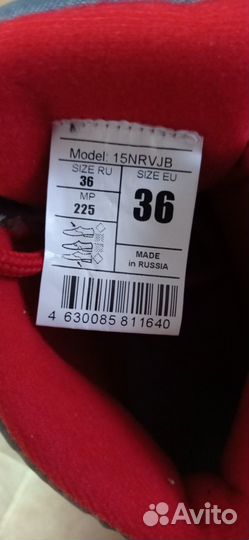 Model: 15NRVJB
SIZE RU
36
MP
225
SIZE EU
36
MADE
in RUSSIA
4 630085 811640
Avito